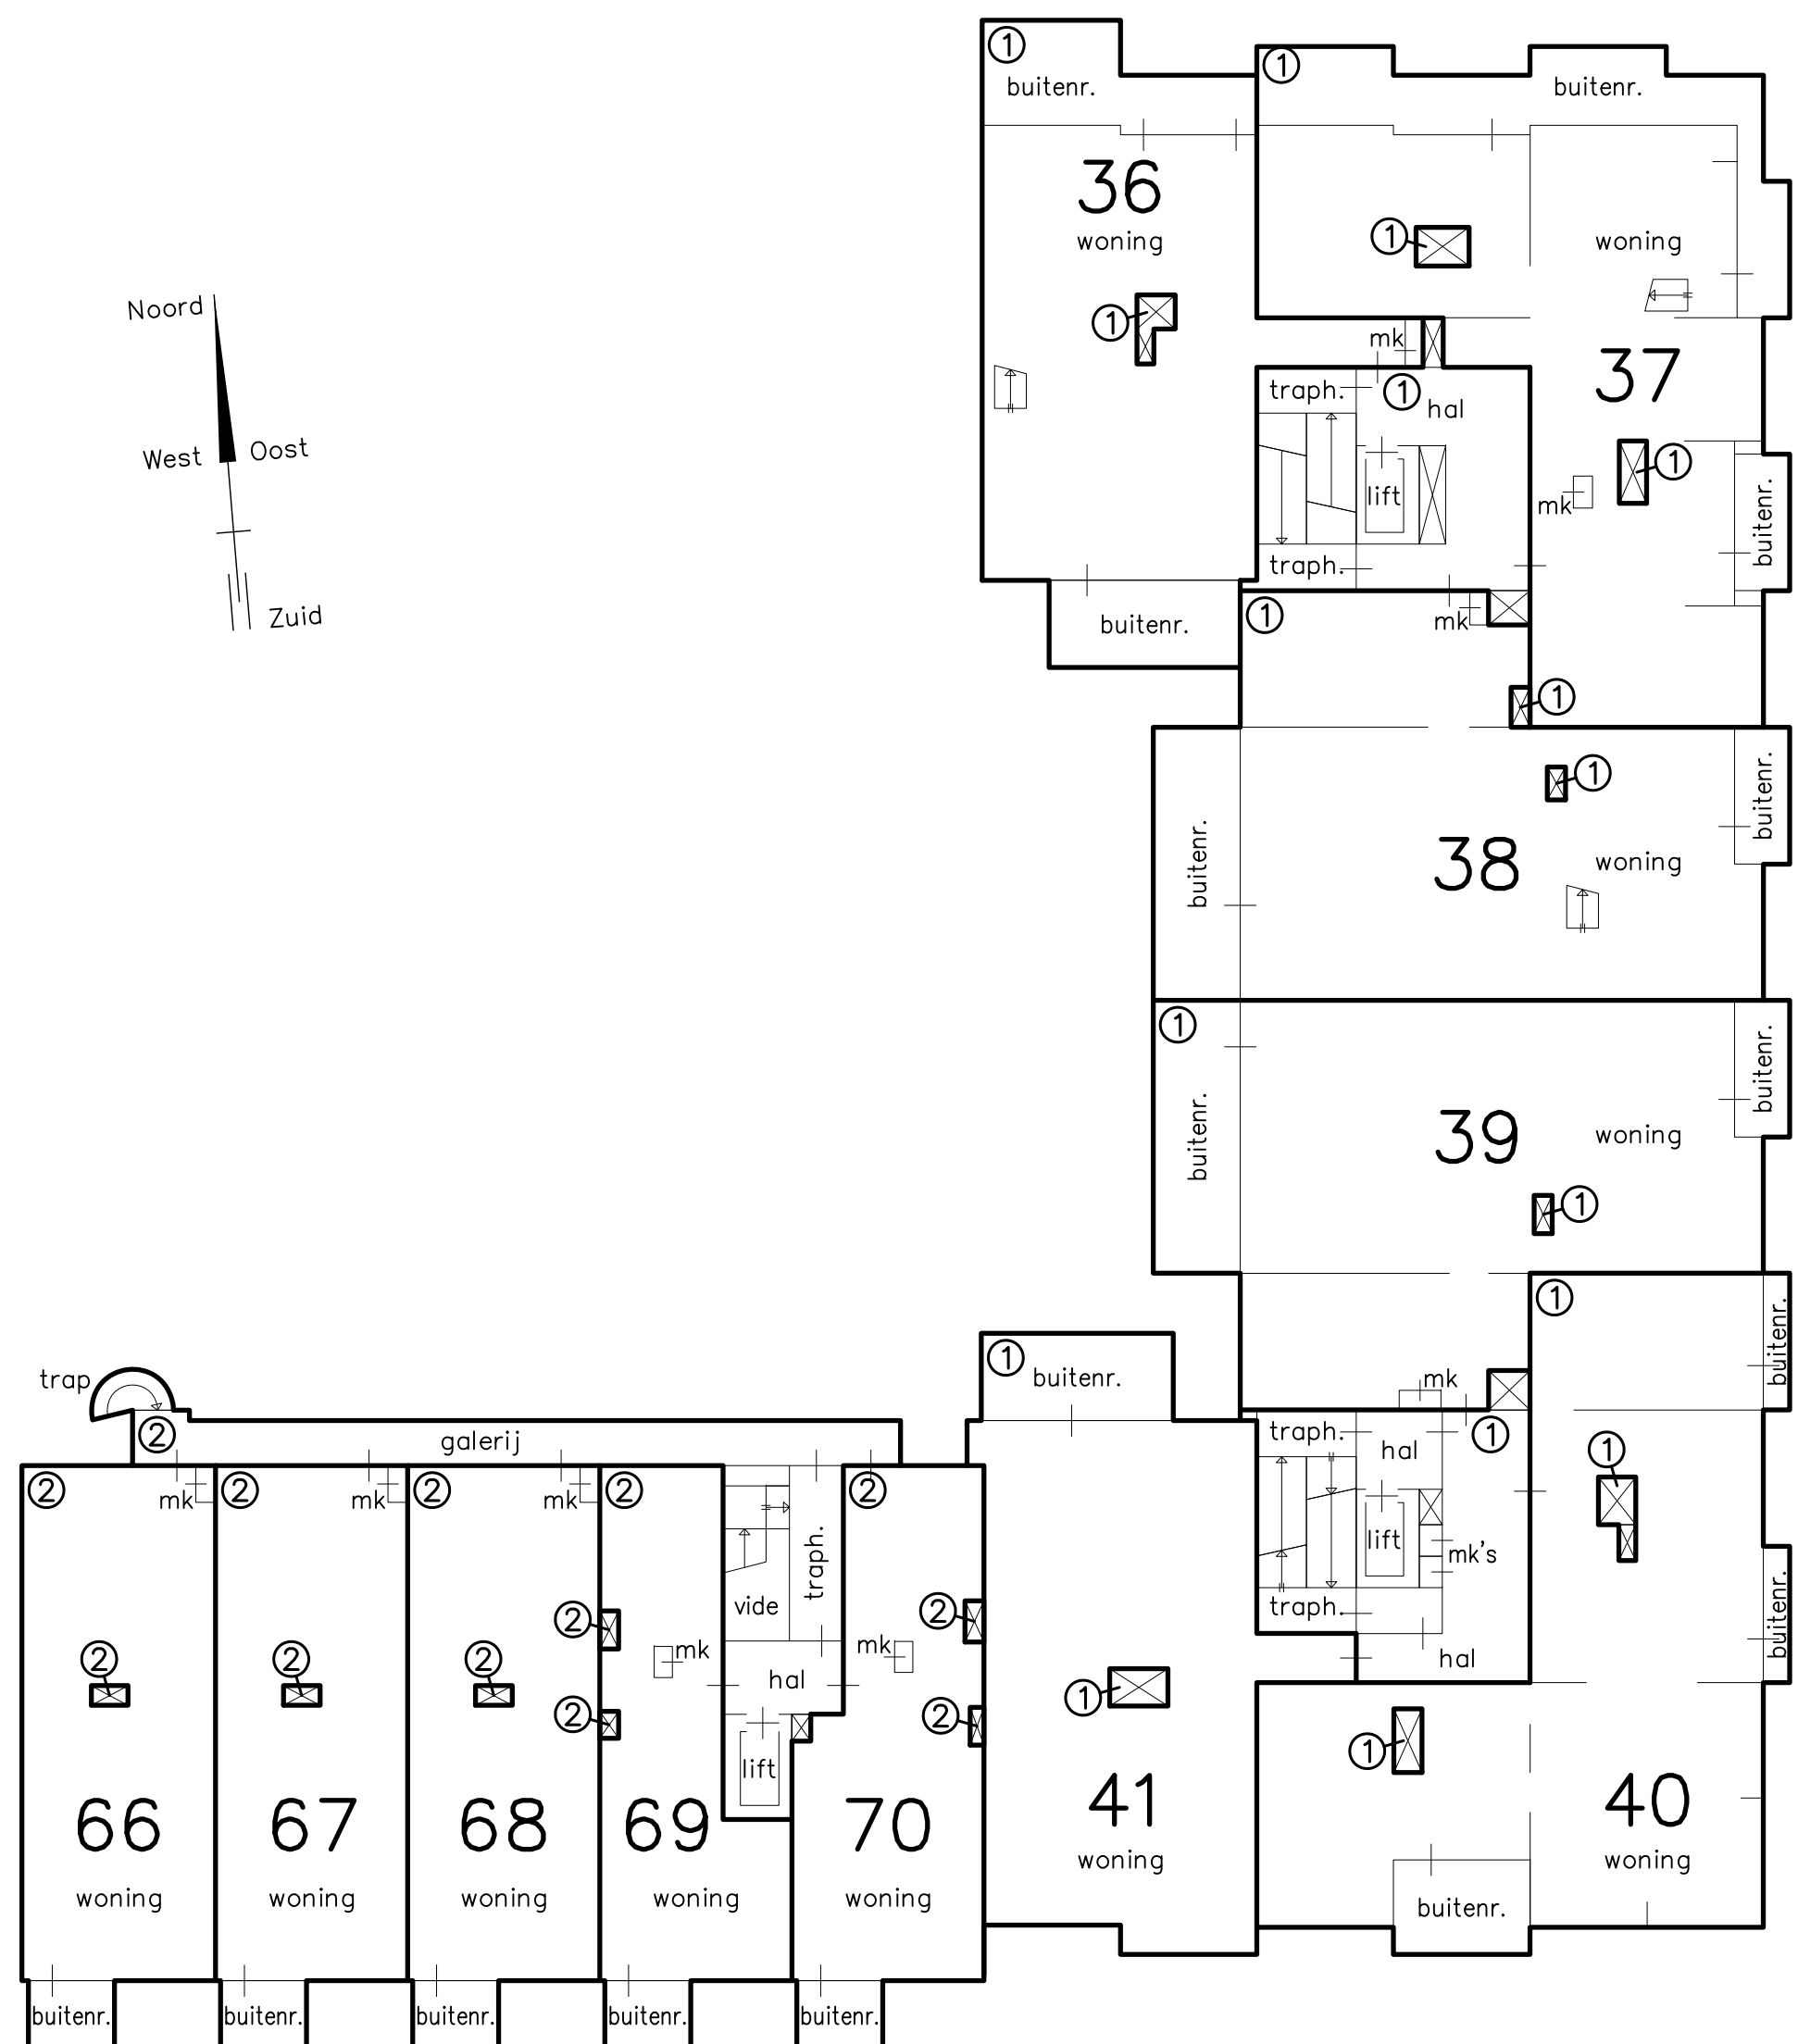 1
buitenr.
1
buitenr.
36
woning
1
woning
1
Noord
West
Oost
Zuid
mk
37
traph.
1
hal
1
lift
mk
buitenr.
traph.
1
mk
buitenr.
1
1
buitenr.
buitenr.
38
woning
1
buitenr.
buitenr.
39
woning
1
1
buitenr.
1
buitenr.
mk
trap
2
galerij
traph.
hal
1
1
2
mk
2
mk
2
mk
2
2
traph.
lift
mk's
vide
2
2
traph.
buitenr.
2
2
2
mk
mk
hal
hal
1
2
2
1
lift
66
67
68
69
70
41
40
woning
woning
woning
woning
woning
woning
woning
buitenr.
buitenr.
buitenr.
buitenr.
buitenr.
buitenr.